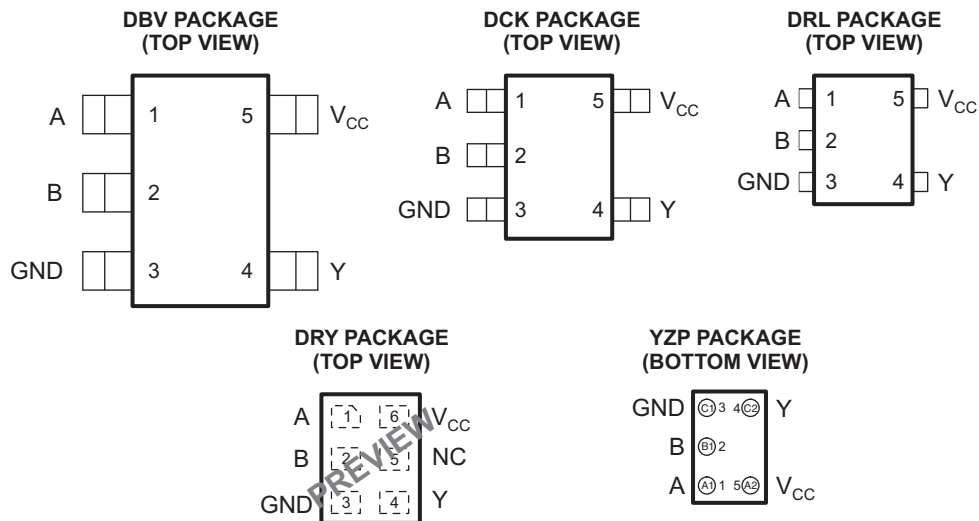 DBV PACKAGE
(TOP VIEW)
A 1 5 VCC
B 2
GND 3 4 Y
DCK PACKAGE
(TOP VIEW)
A 1 5 VCC
B 2
GND 3 4 Y
DRL PACKAGE
(TOP VIEW)
A 1 5 VCC
B 2
GND 3 4 Y
DRY PACKAGE
(TOP VIEW)
A 1 6 VCC
B 2 5 NC
GND 3 4 Y
PREVIEW
YZP PACKAGE
(BOTTOM VIEW)
GND C1 3 4 C2 Y
B B1 2
A A1 1 5 A2 VCC